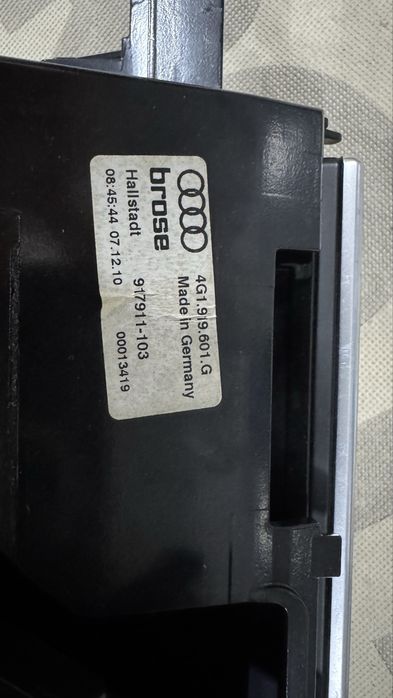 4G1.919.601.G
Made in Germany
brose
Hallstadt 917911-103
08:45:44 07.12.10 00013419